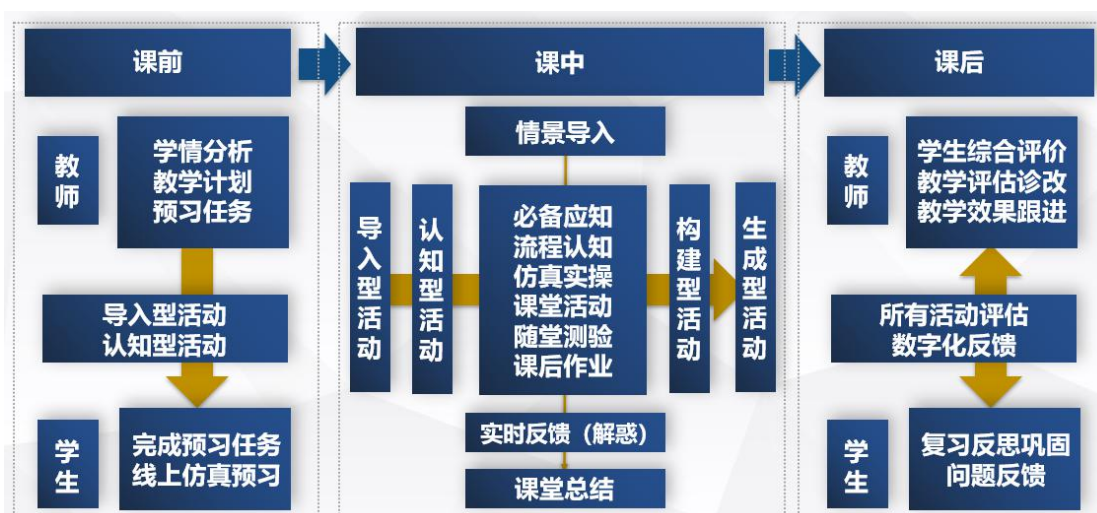 课前
教师
学情分析
教学计划
预习任务
导入型活动
认知型活动
学生
完成预习任务
线上仿真预习
课中
情景导入
导入型活动
认知型活动
必备应知
流程认知
仿真实操
课堂活动
随堂测验
课后作业
构建型活动
生成型活动
实时反馈（解惑）
课堂总结
课后
教师
学生综合评价
教学评估诊改
教学效果跟进
所有活动评估
数字化反馈
学生
复习反思巩固
问题反馈